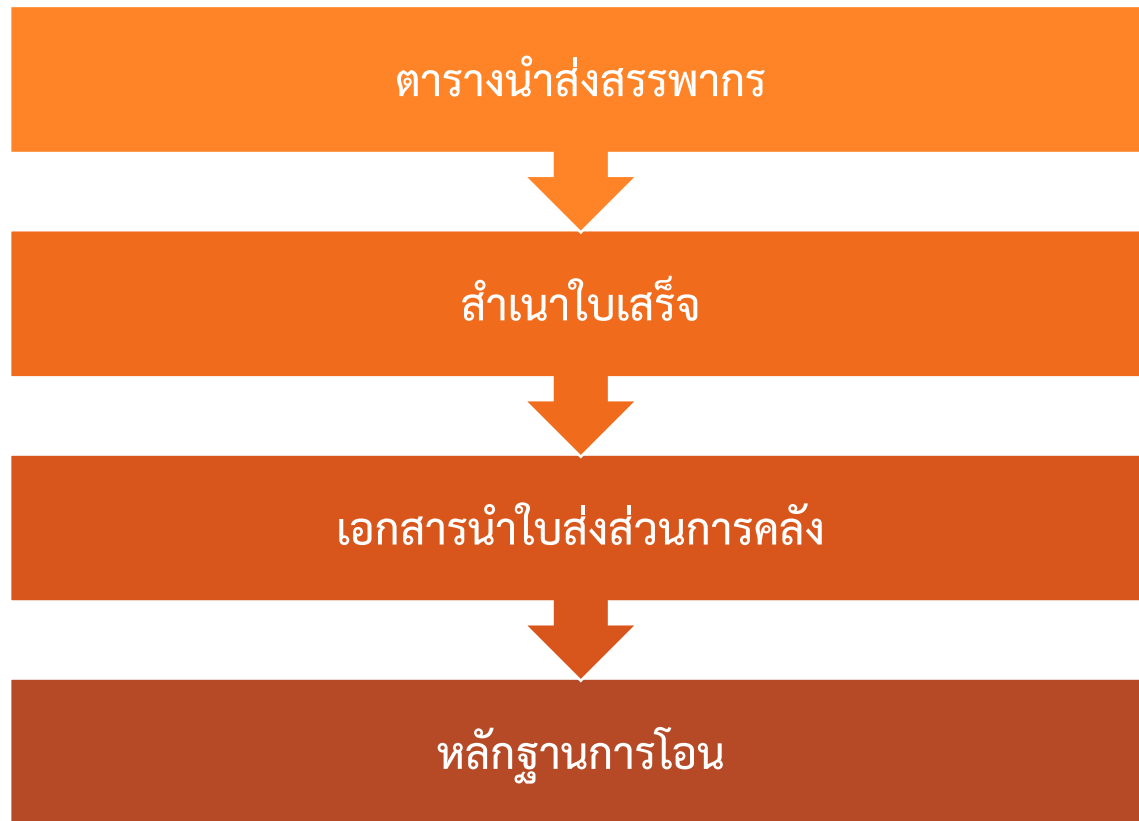 ตารางนำส่งสรรพากร
สำเนาใบเสร็จ
เอกสารนำใบส่งส่วนการคลัง
หลักฐานการโอน